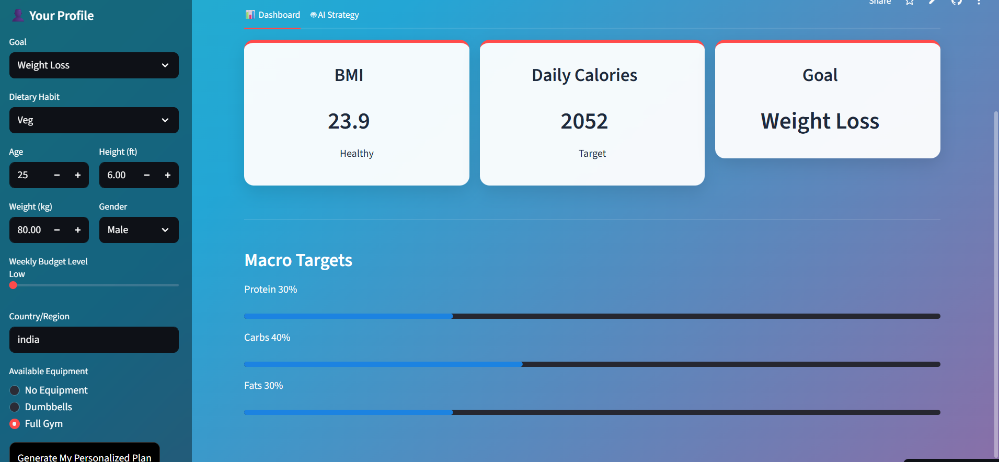 Your Profile
Goal
Weight Loss
Dietary Habit
Veg
Age
Height (ft)
25
6.00
Weight (kg)
Gender
80.00
Male
Weekly Budget Level
Low
Country/Region
india
Available Equipment
No Equipment
Dumbbells
Full Gym
Generate My Personalized Plan
Share
Dashboard
AI Strategy
BMI
23.9
Healthy
Daily Calories
2052
Target
Goal
Weight Loss
Macro Targets
Protein 30%
Carbs 40%
Fats 30%